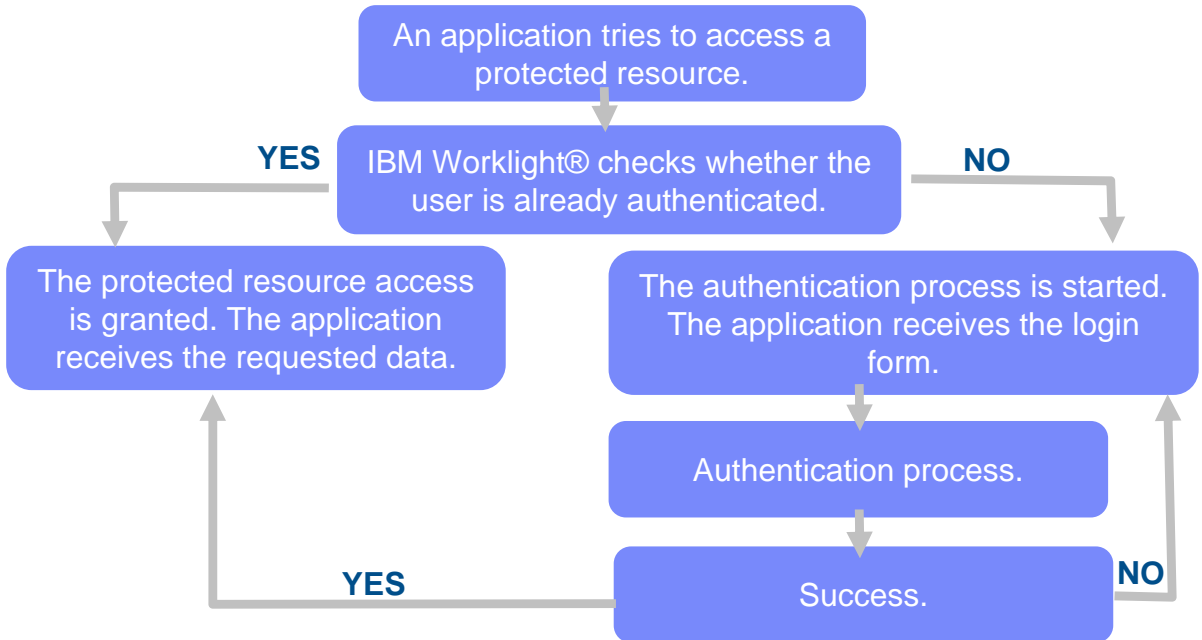 An application tries to access a
protected resource.
YES
IBM Worklight® checks whether the
user is already authenticated.
NO
The protected resource access
is granted. The application
receives the requested data.
The authentication process is started.
The application receives the login
form.
Authentication process.
YES
Success.
NO